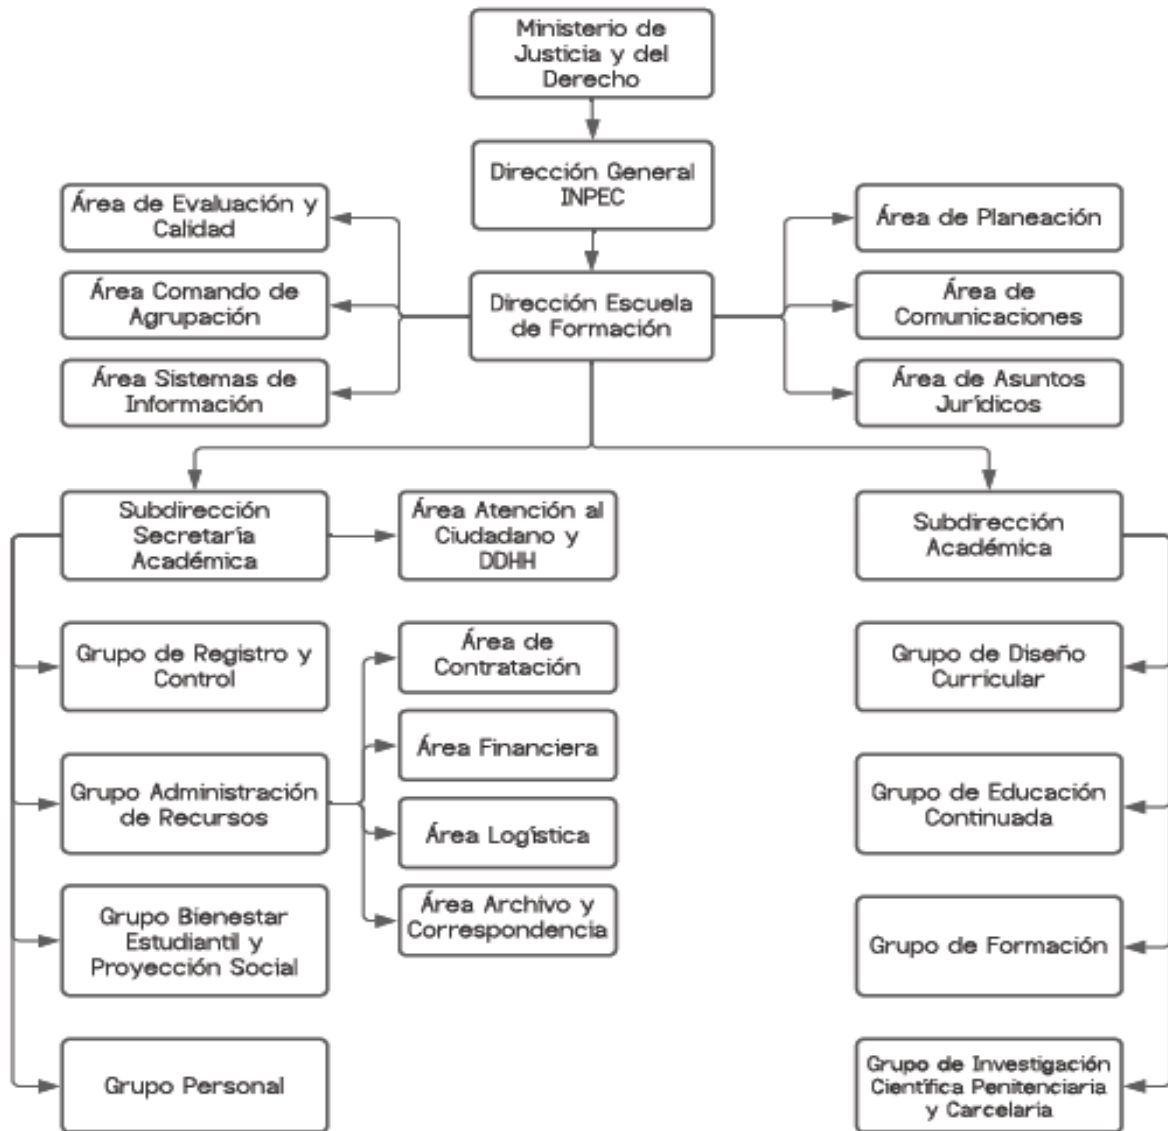 Ministerio de
Justicia y del
Derecho
Dirección General
INPEC
Área de Evaluación y
Calidad
Área de Planeación
Área Comando de
Agrupación
Dirección Escuela
de Formación
Área de
Comunicaciones
Área Sistemas de
Información
Área de Asuntos
Jurídicos
Subdirección
Secretaría
Académica
Área Atención al
Ciudadano y
DDHH
Subdirección
Académica
Grupo de Registro y
Control
Área de
Contratación
Grupo de Diseño
Curricular
Área Financiera
Grupo Administración
de Recursos
Área Logística
Grupo de Educación
Continuada
Grupo Bienestar
Estudiantil y
Proyección Social
Área Archivo y
Correspondencia
Grupo de Formación
Grupo Personal
Grupo de Investigación
Científica Penitenciaria
y Carcelaria